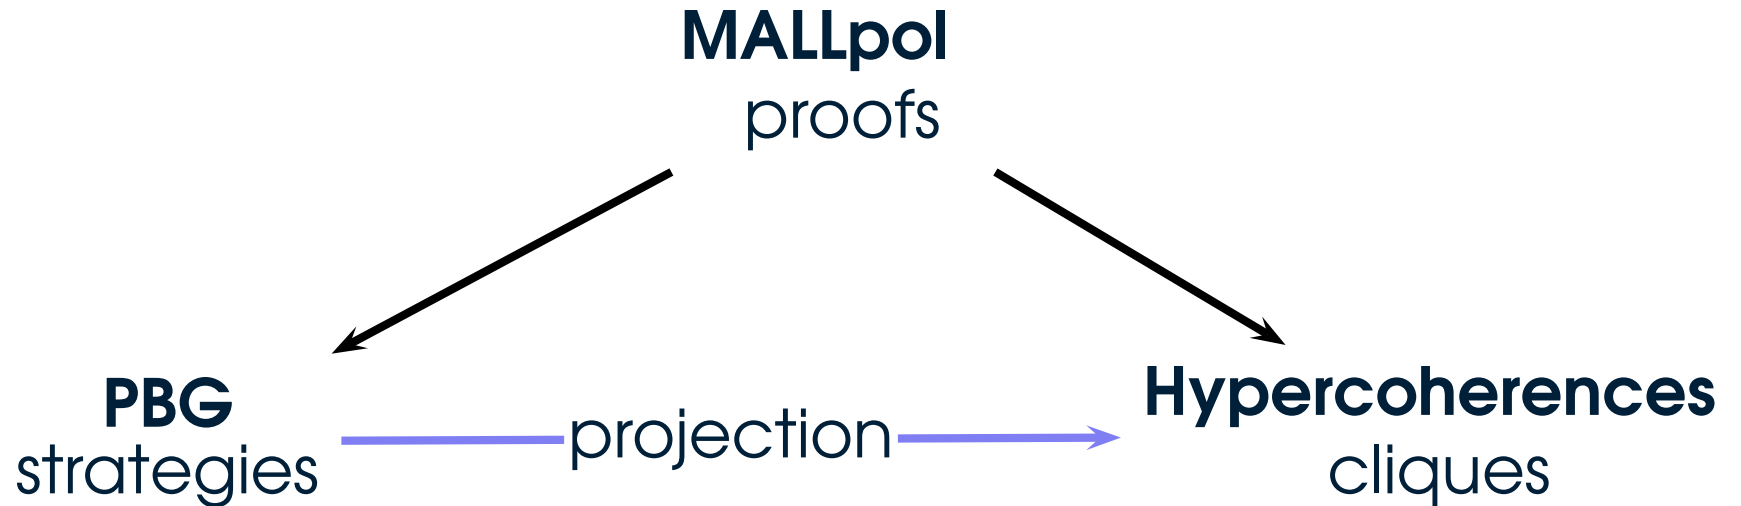 MALLpol
proofs
PBG
strategies
projection
Hypercoherences
cliques